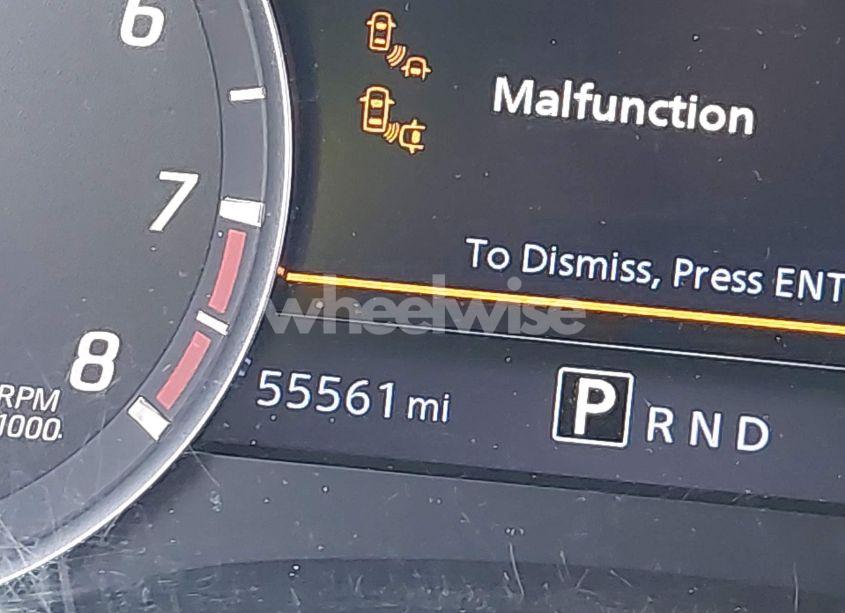 6
Malfunction
7
To Dismiss, Press ENT
wheelwise
8
RPM
1000
55561 mi
P R N D